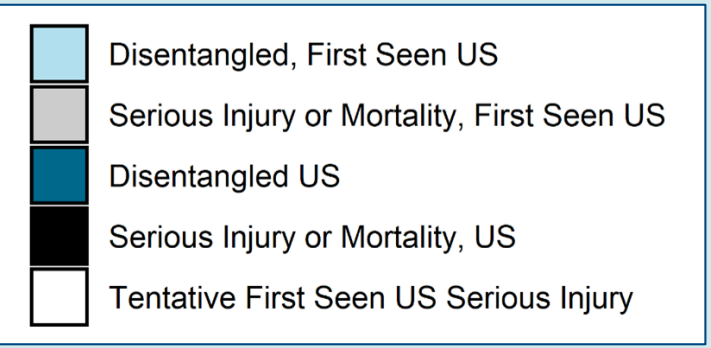 Disentangled, First Seen US
Serious Injury or Mortality, First Seen US
Disentangled US
Serious Injury or Mortality, US
Tentative First Seen US Serious Injury